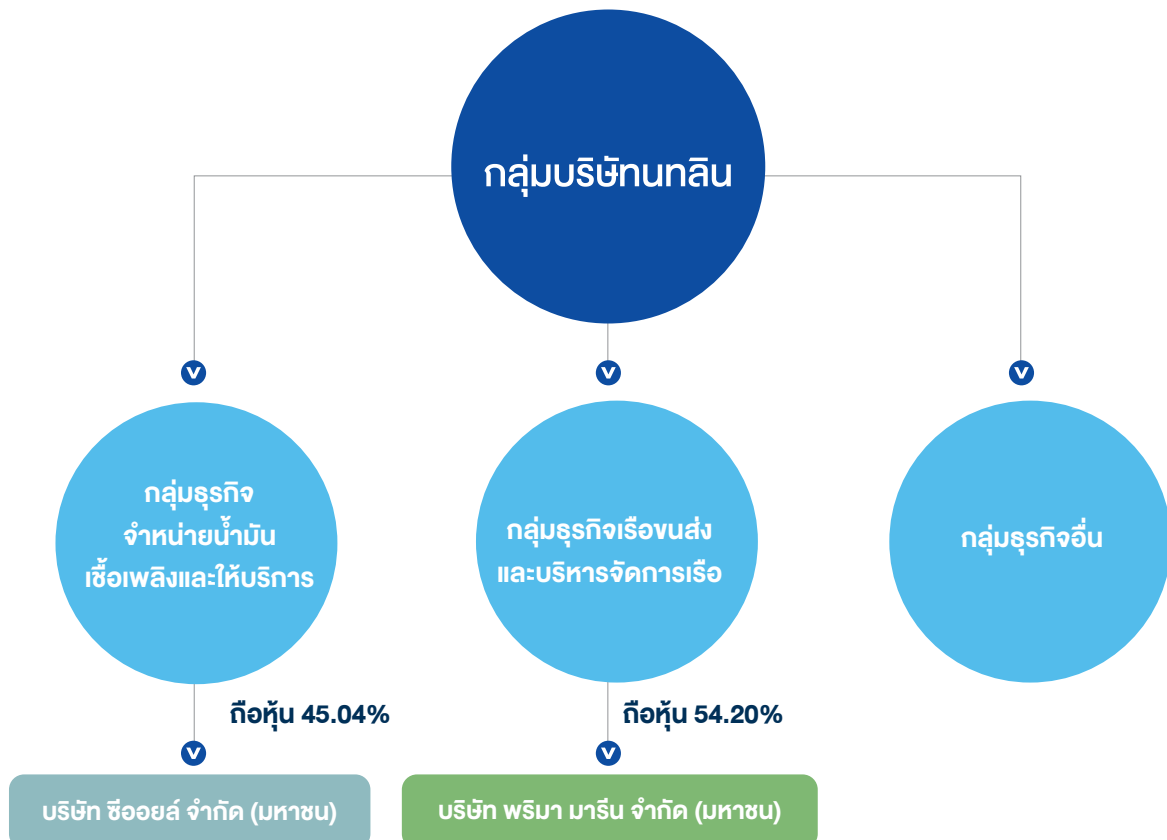 กลุ่มบริษัทนทลิน
กลุ่มธุรกิจ
จำหน่ายน้ำมัน
เชื้อเพลิงและให้บริการ
กลุ่มธุรกิจเรือขนส่ง
และบริหารจัดการเรือ
กลุ่มธุรกิจอื่น
ถือหุ้น 45.04%
ถือหุ้น 54.20%
บริษัท ซีออยล์ จำกัด (มหาชน)
บริษัท พริมา มารีน จำกัด (มหาชน)